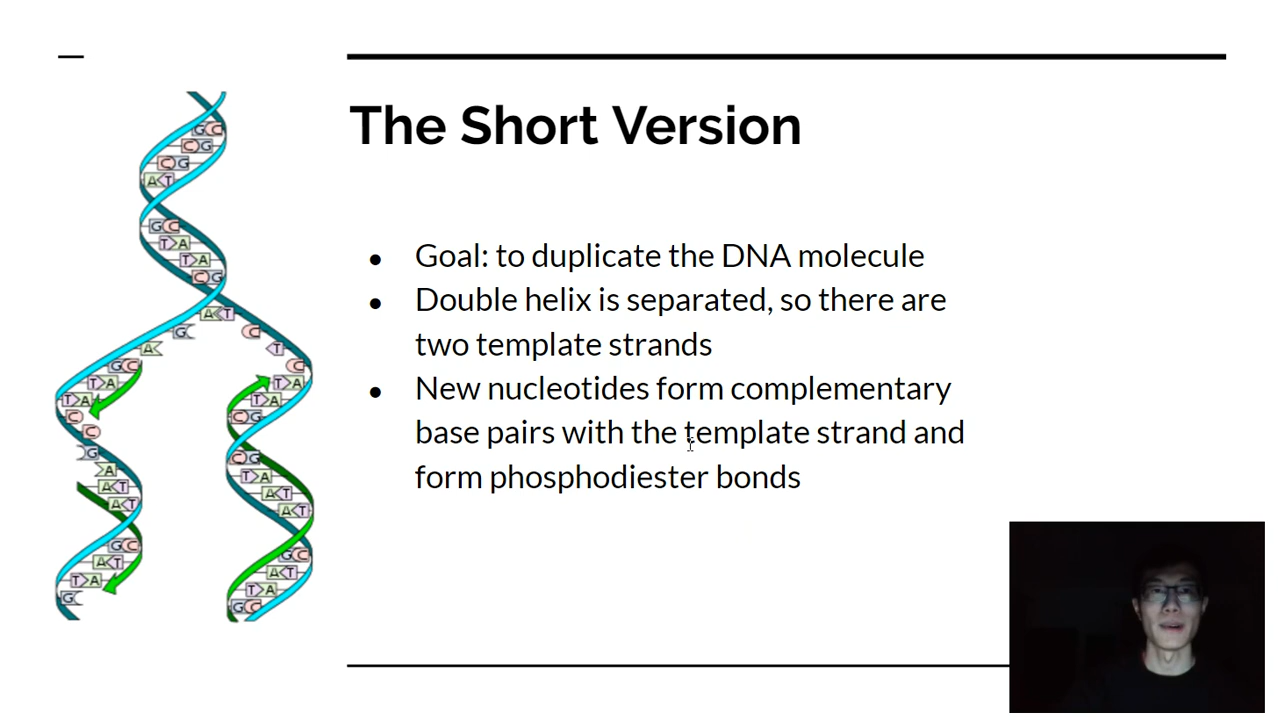 The Short Version
● Goal: to duplicate the DNA molecule
● Double helix is separated, so there are
two template strands
● New nucleotides form complementary
base pairs with the template strand and
form phosphodiester bonds
G C
C G
C G
A T
G C
T A
T A
C G
A T
G C
A T
G C C
T A T A
T A T A
C C G
C
G C G
A T A
A T A T
A T A T
G C G C
A T A T
T A T A
G G C